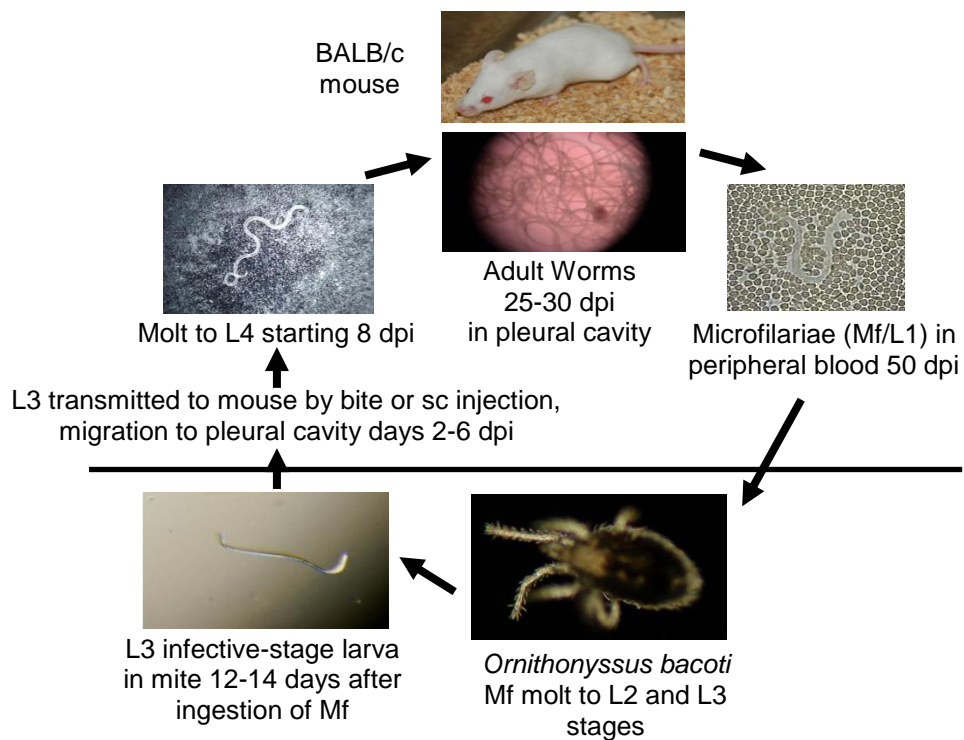 BALB/c
mouse
Adult Worms
25-30 dpi
in pleural cavity
Microfilariae (Mf/L1) in
peripheral blood 50 dpi
Molt to L4 starting 8 dpi
L3 transmitted to mouse by bite or sc injection,
migration to pleural cavity days 2-6 dpi
L3 infective-stage larva
in mite 12-14 days after
ingestion of Mf
Ornithonyssus bacoti
Mf molt to L2 and L3
stages